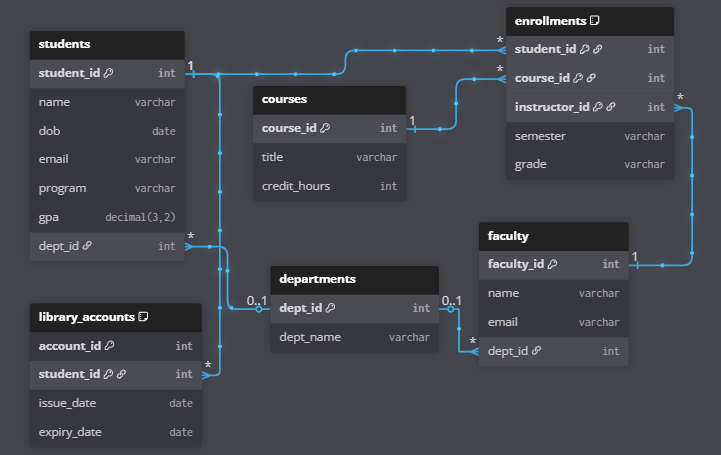 students
student_id int
name varchar
dob date
email varchar
program varchar
gpa decimal(3,2)
dept_id int
1
*
courses
course_id int
title varchar
credit_hours int
1
enrollments
student_id int
course_id int
instructor_id int
semester varchar
grade varchar
*
*
*
departments
dept_id int
dept_name varchar
0..1
0..1
faculty
faculty_id int
name varchar
email varchar
dept_id int
1
*
library_accounts
account_id int
student_id int
issue_date date
expiry_date date
*